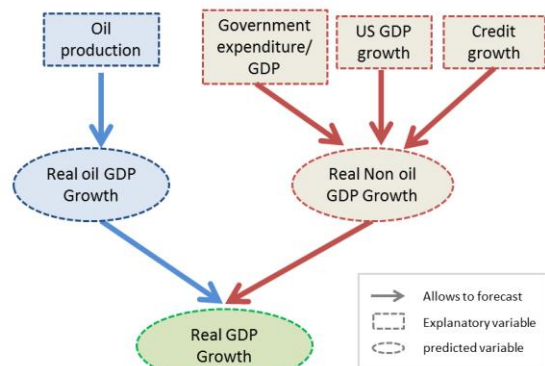 Oil
production
Government
expenditure/
GDP
US GDP
growth
Credit
growth
Real oil GDP
Growth
Real Non oil
GDP Growth
Real GDP
Growth
Allows to forecast
Explanatory variable
predicted variable